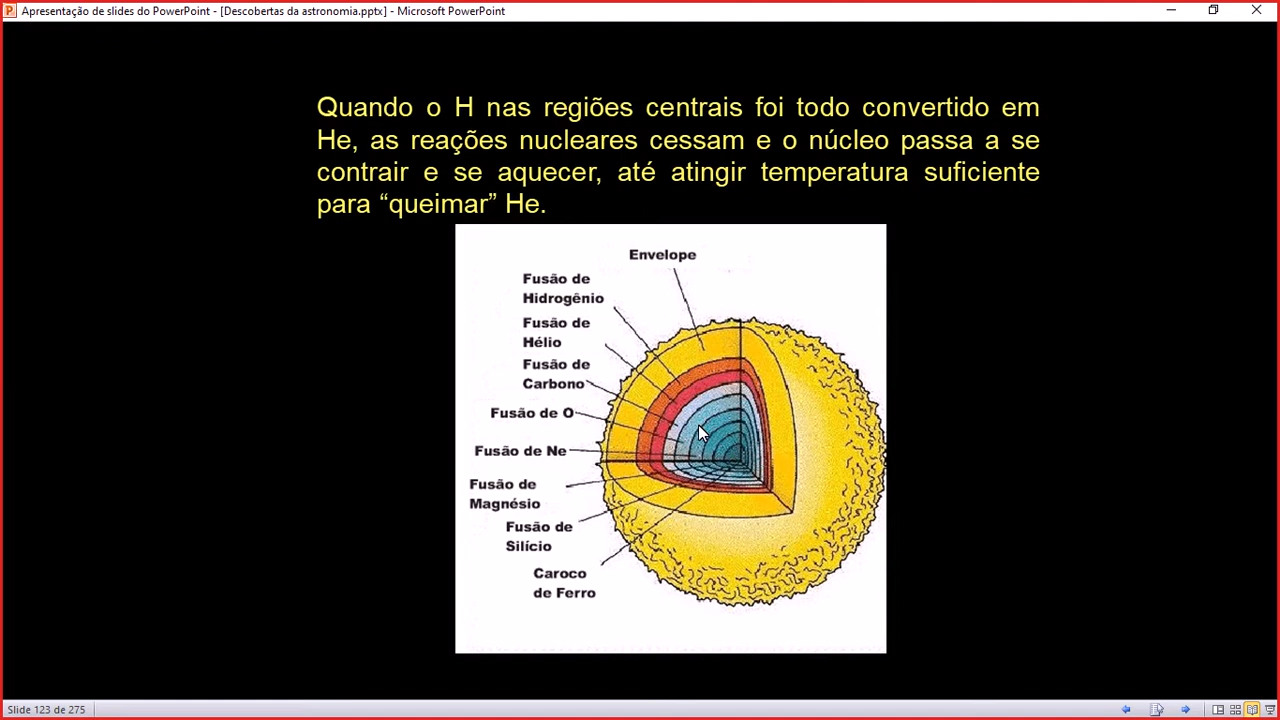 Apresentação de slides do PowerPoint - [Descobertas da astronomia.pptx] - Microsoft PowerPoint
Quando o H nas regiões centrais foi todo convertido em
He, as reações nucleares cessam e o núcleo passa a se
contrair e se aquecer, até atingir temperatura suficiente
para “queimar” He.
Envelope
Fusão de
Hidrogênio
Fusão de
Hélio
Fusão de
Carbono
Fusão de O
Fusão de Ne
Fusão de
Magnésio
Fusão de
Silício
Caroco
de Ferro
Slide 123 de 275